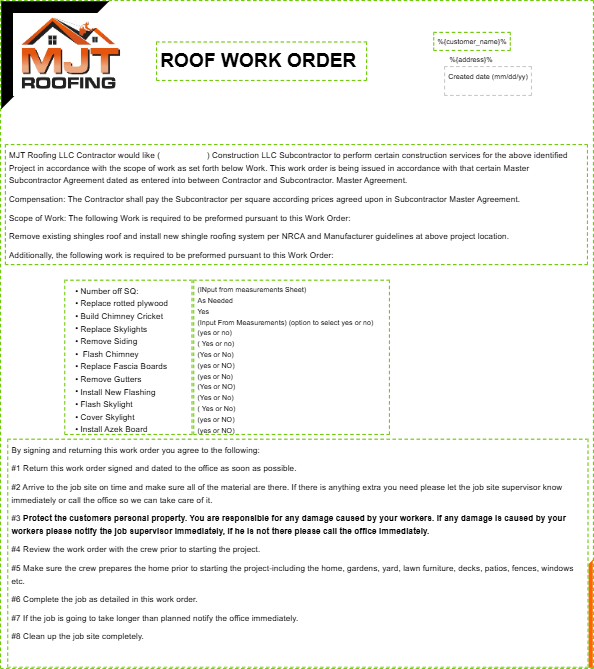 MJT
ROOFING
ROOF WORK ORDER
%{customer_name}%
%{address}%
Created date (mm/dd/yy)
MJT Roofing LLC Contractor would like ( ) Construction LLC Subcontractor to perform certain construction services for the above identified
Project in accordance with the scope of work as set forth below Work. This work order is being issued in accordance with that certain Master
Subcontractor Agreement dated as entered into between Contractor and Subcontractor. Master Agreement.
Compensation: The Contractor shall pay the Subcontractor per square according prices agreed upon in Subcontractor Master Agreement.
Scope of Work: The following Work is required to be preformed pursuant to this Work Order:
Remove existing shingles roof and install new shingle roofing system per NRCA and Manufacturer guidelines at above project location.
Additionally, the following work is required to be preformed pursuant to this Work Order:
• Number off SQ:
• Replace rotted plywood
• Build Chimney Cricket
• Replace Skylights
• Remove Siding
• Flash Chimney
• Replace Fascia Boards
• Remove Gutters
• Install New Flashing
• Flash Skylight
• Cover Skylight
• Install Azek Board
(INput from measurements Sheet)
As Needed
Yes
(Input From Measurements) (option to select yes or no)
(yes or no)
( Yes or no)
(Yes or No)
(yes or NO)
(yes or No)
(Yes or NO)
(Yes or No)
( Yes or No)
(yes or NO)
(yes or NO)
By signing and returning this work order you agree to the following:
#1 Return this work order signed and dated to the office as soon as possible.
#2 Arrive to the job site on time and make sure all of the material are there. If there is anything extra you need please let the job site supervisor know
immediately or call the office so we can take care of it.
#3 Protect the customers personal property. You are responsible for any damage caused by your workers. If any damage is caused by your
workers please notify the job supervisor immediately, if he is not there please call the office immediately.
#4 Review the work order with the crew prior to starting the project.
#5 Make sure the crew prepares the home prior to starting the project-including the home, gardens, yard, lawn furniture, decks, patios, fences, windows
etc.
#6 Complete the job as detailed in this work order.
#7 If the job is going to take longer than planned notify the office immediately.
#8 Clean up the job site completely.